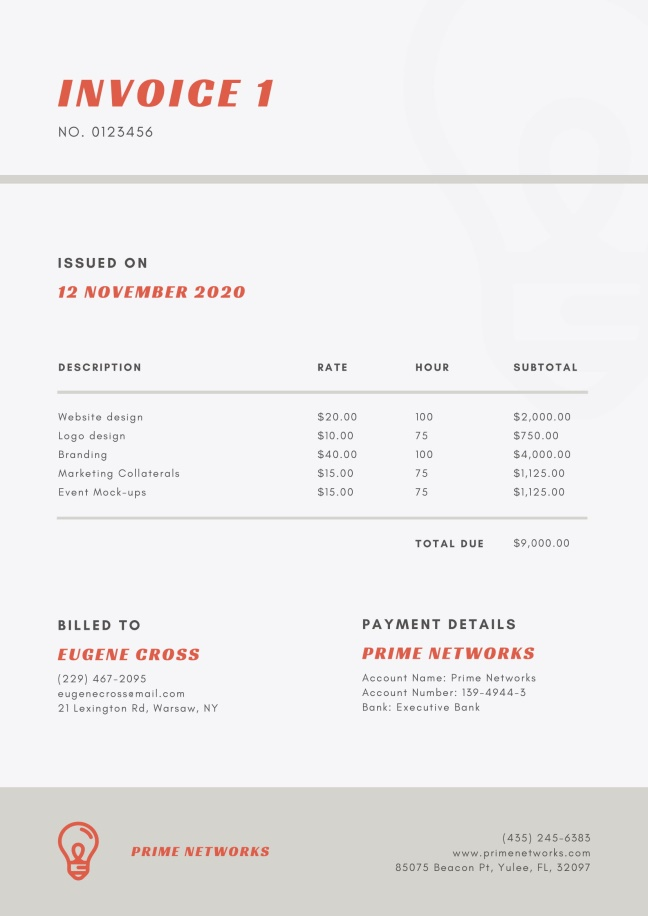 INVOICE 1
NO. 0123456
ISSUED ON
12 NOVEMBER 2020
DESCRIPTION RATE HOUR SUBTOTAL
Website design $20.00 100 $2,000.00
Logo design $10.00 75 $750.00
Branding $40.00 100 $4,000.00
Marketing Collaterals $15.00 75 $1,125.00
Event Mock-ups $15.00 75 $1,125.00
TOTAL DUE $9,000.00
BILLED TO
EUGENE CROSS
(229) 467-2095
eugenecross@mail.com
21 Lexington Rd, Warsaw, NY
PAYMENT DETAILS
PRIME NETWORKS
Account Name: Prime Networks
Account Number: 139-4944-3
Bank: Executive Bank
PRIME NETWORKS
(435) 245-6383
www.primenetworks.com
85075 Beacon Pt, Yulee, FL, 32097